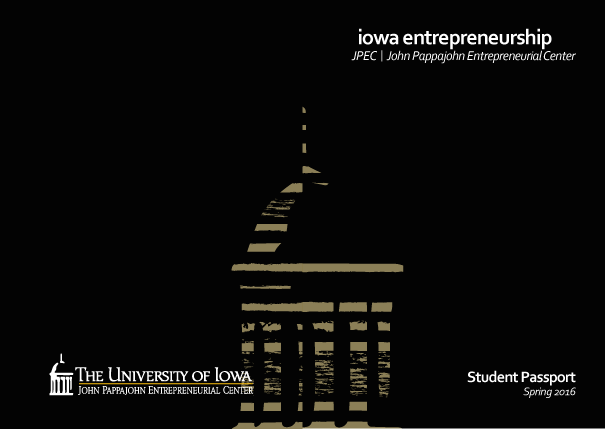 iowa entrepreneurship
JPEC | John Pappajohn Entrepreneurial Center
THE UNIVERSITY OF IOWA
JOHN PAPPAJOHN ENTREPRENEURIAL CENTER
Student Passport
Spring 2016